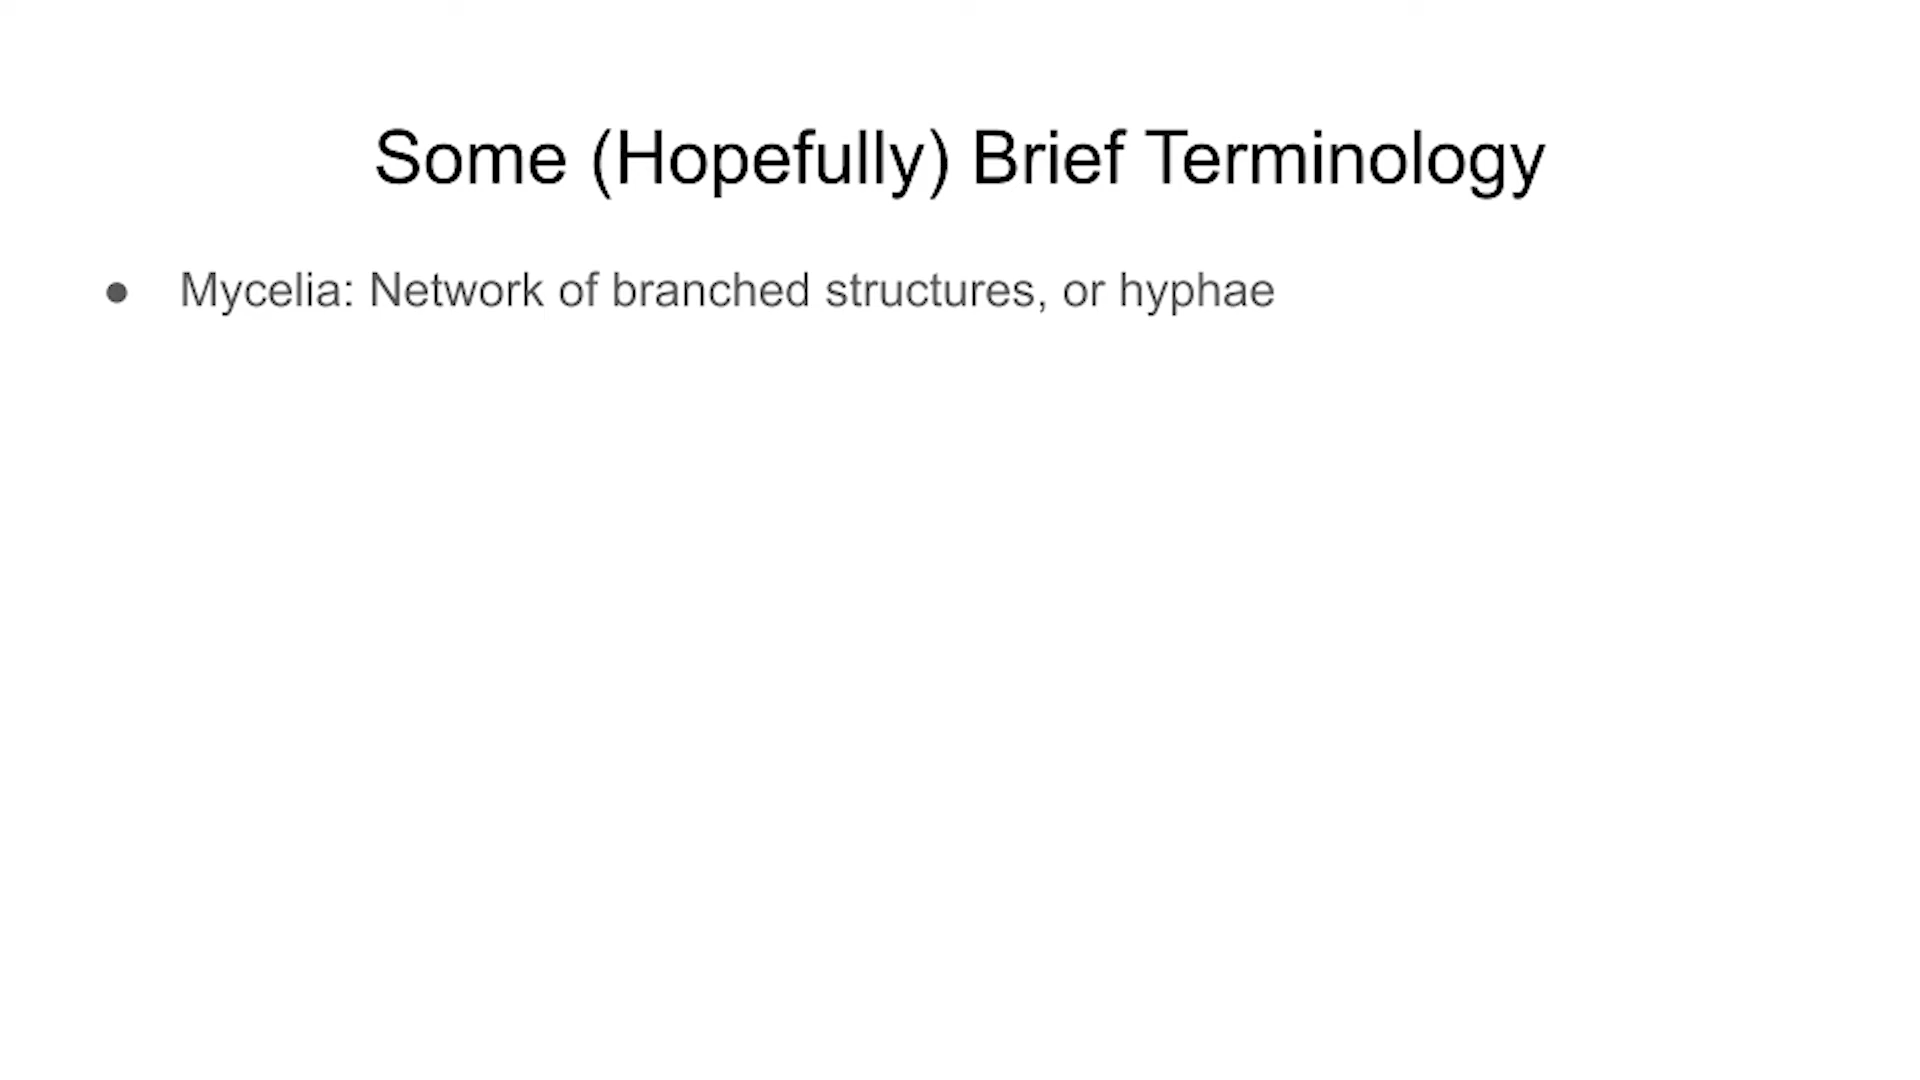 Some (Hopefully) Brief Terminology
● Mycelia: Network of branched structures, or hyphae